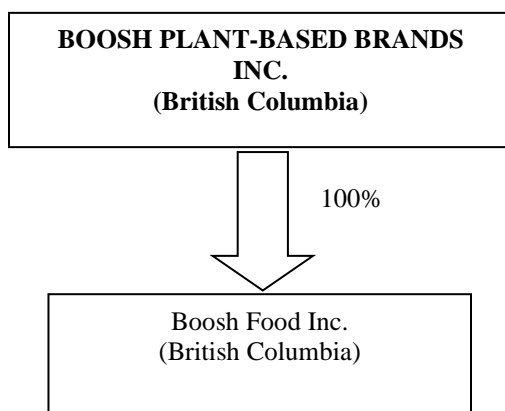 BOOSH PLANT-BASED BRANDS
INC.
(British Columbia)
100%
Boosh Food Inc.
(British Columbia)